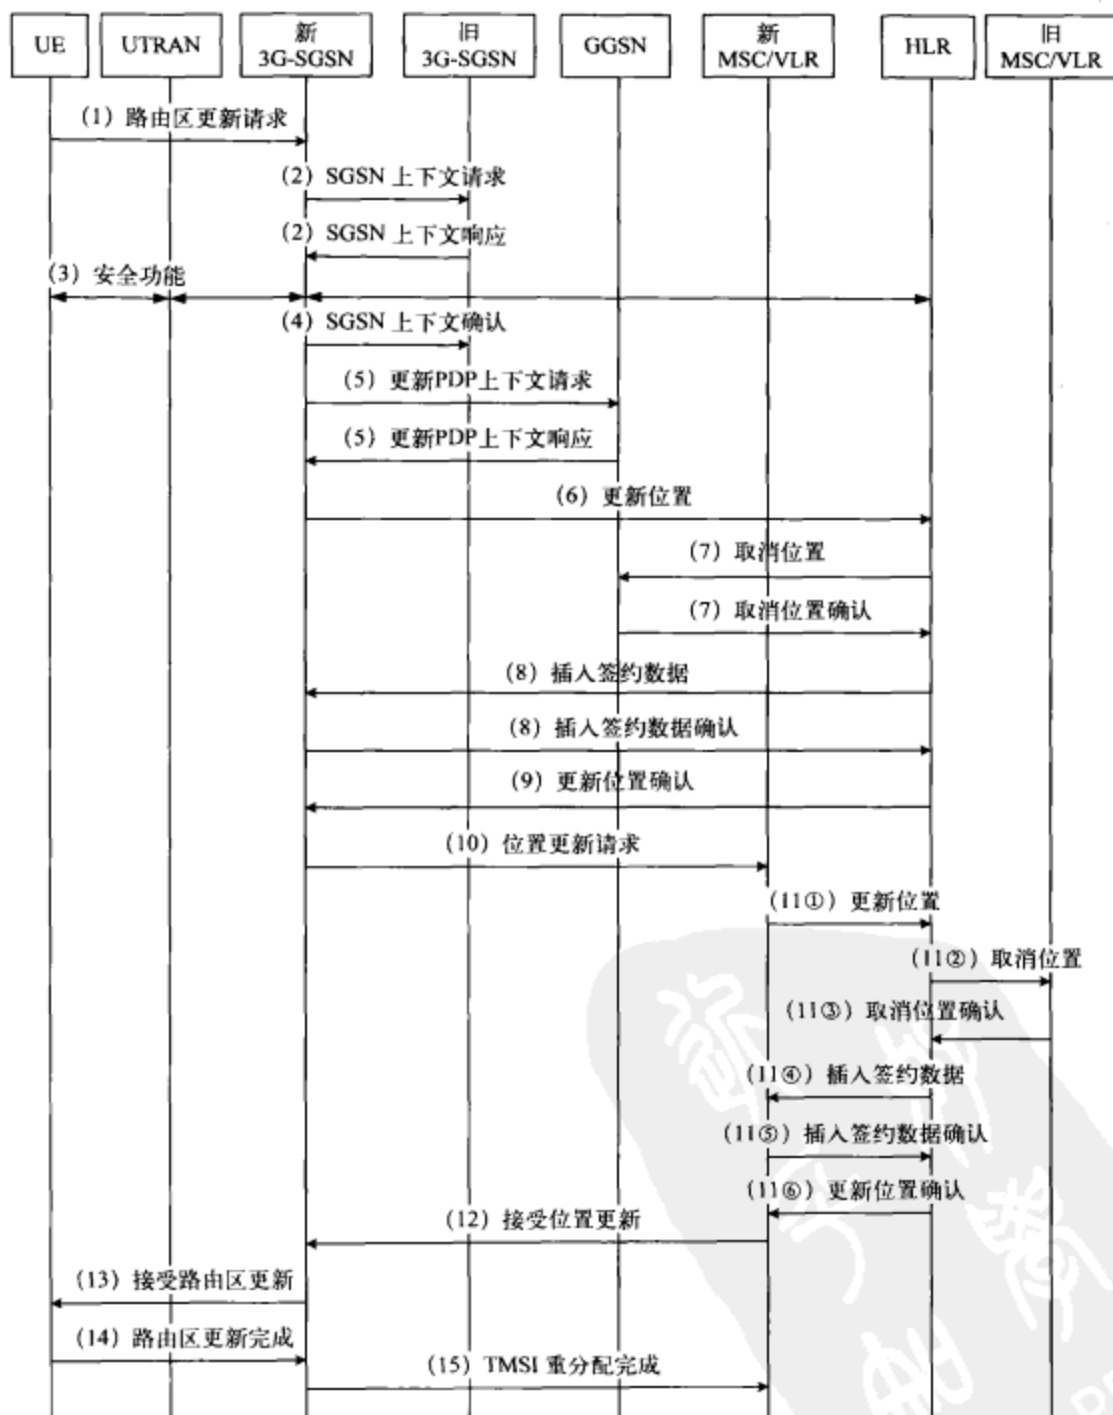 UE
UTRAN
新
3G-SGSN
旧
3G-SGSN
GGSN
新
MSC/VLR
HLR
旧
MSC/VLR
(1) 路由区更新请求
(2) SGSN 上下文请求
(2) SGSN 上下文响应
(3) 安全功能
(4) SGSN 上下文确认
(5) 更新PDP上下文请求
(5) 更新PDP上下文响应
(6) 更新位置
(7) 取消位置
(7) 取消位置确认
(8) 插入签约数据
(8) 插入签约数据确认
(9) 更新位置确认
(10) 位置更新请求
(11①) 更新位置
(11②) 取消位置
(11③) 取消位置确认
(11④) 插入签约数据
(11⑤) 插入签约数据确认
(11⑥) 更新位置确认
(12) 接受位置更新
(13) 接受路由区更新
(14) 路由区更新完成
(15) TMSI 重分配完成